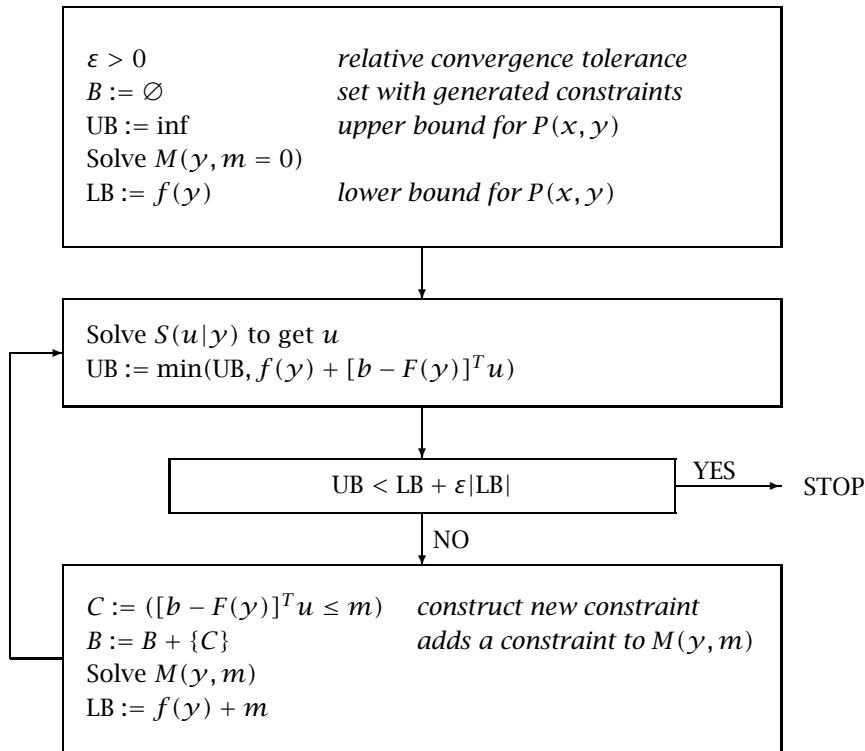 ε > 0 relative convergence tolerance
B := ∅ set with generated constraints
UB := inf upper bound for P(x, y)
Solve M(y, m = 0)
LB := f(y) lower bound for P(x, y)
Solve S(u|y) to get u
UB := min(UB, f(y) + [b − F(y)]ᵀu)
UB < LB + ε|LB|
YES
STOP
NO
C := ([b − F(y)]ᵀu ≤ m) construct new constraint
B := B + {C} adds a constraint to M(y, m)
Solve M(y, m)
LB := f(y) + m